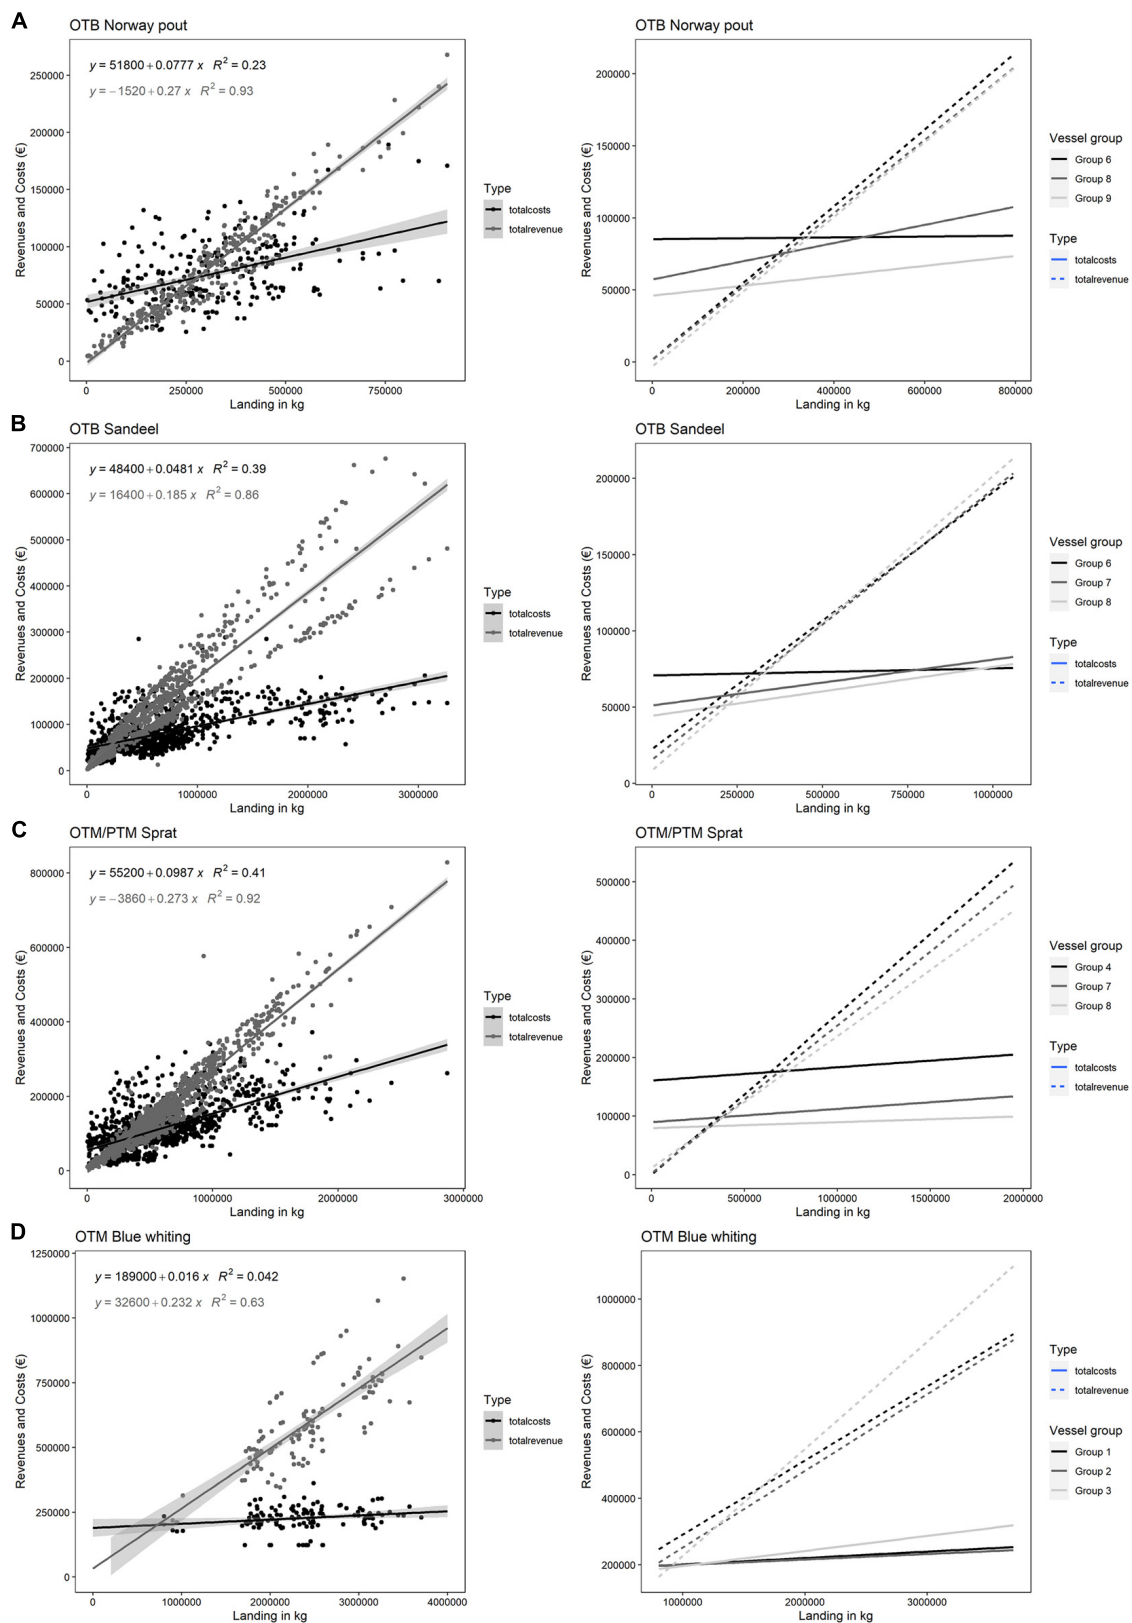 A
OTB Norway pout
y = 51800 + 0.0777 x R² = 0.23
y = −1520 + 0.27 x R² = 0.93
250000
200000
150000
100000
50000
0
Revenues and Costs (€)
0 250000 500000 750000
Landing in kg
Type
totalcosts
totalrevenue
OTB Norway pout
200000
150000
100000
50000
0
Revenues and Costs (€)
0 200000 400000 600000 800000
Landing in kg
Vessel group
Group 6
Group 8
Group 9
Type
totalcosts
totalrevenue
B
OTB Sandeel
y = 48400 + 0.0481 x R² = 0.39
y = 16400 + 0.185 x R² = 0.86
700000
600000
500000
400000
300000
200000
100000
0
Revenues and Costs (€)
0 1000000 2000000 3000000
Landing in kg
Type
totalcosts
totalrevenue
OTB Sandeel
200000
150000
100000
50000
0
Revenues and Costs (€)
0 250000 500000 750000 1000000
Landing in kg
Vessel group
Group 6
Group 7
Group 8
Type
totalcosts
totalrevenue
C
OTM/PTM Sprat
y = 55200 + 0.0987 x R² = 0.41
y = −3860 + 0.273 x R² = 0.92
800000
600000
400000
200000
0
Revenues and Costs (€)
0 1000000 2000000 3000000
Landing in kg
Type
totalcosts
totalrevenue
OTM/PTM Sprat
500000
400000
300000
200000
100000
0
Revenues and Costs (€)
0 500000 1000000 1500000 2000000
Landing in kg
Vessel group
Group 4
Group 7
Group 8
Type
totalcosts
totalrevenue
D
OTM Blue whiting
y = 189000 + 0.016 x R² = 0.042
y = 32600 + 0.232 x R² = 0.63
1250000
1000000
750000
500000
250000
0
Revenues and Costs (€)
0 1000000 2000000 3000000 4000000
Landing in kg
Type
totalcosts
totalrevenue
OTM Blue whiting
1000000
800000
600000
400000
200000
Revenues and Costs (€)
1000000 2000000 3000000
Landing in kg
Type
totalcosts
totalrevenue
Vessel group
Group 1
Group 2
Group 3